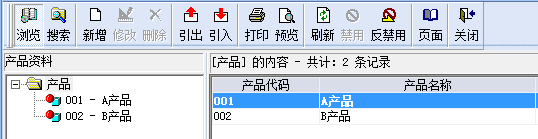 浏览 搜索 新增 修改 删除 引出 引入 打印 预览 刷新 禁用 反禁用 页面 关闭
产品资料
产品
001 - A产品
002 - B产品
[产品] 的内容 - 共计: 2 条记录
产品代码 产品名称
001 A产品
002 B产品